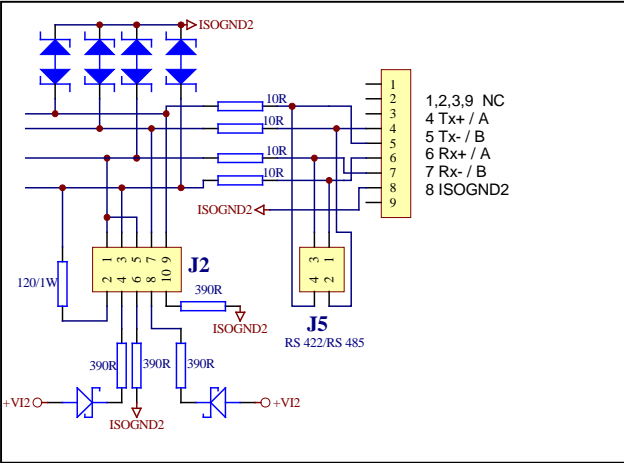 ISOGND2
10R
10R
10R
10R
1
2
3
4
5
6
7
8
9
1,2,3,9 NC
4 Tx+ / A
5 Tx- / B
6 Rx+ / A
7 Rx- / B
8 ISOGND2
ISOGND2
1 3 5 7 9
2 4 6 8 10
J2
3 1
4 2
J5
RS 422/RS 485
120/1W
390R
ISOGND2
390R
390R
390R
+VI2
+VI2
ISOGND2